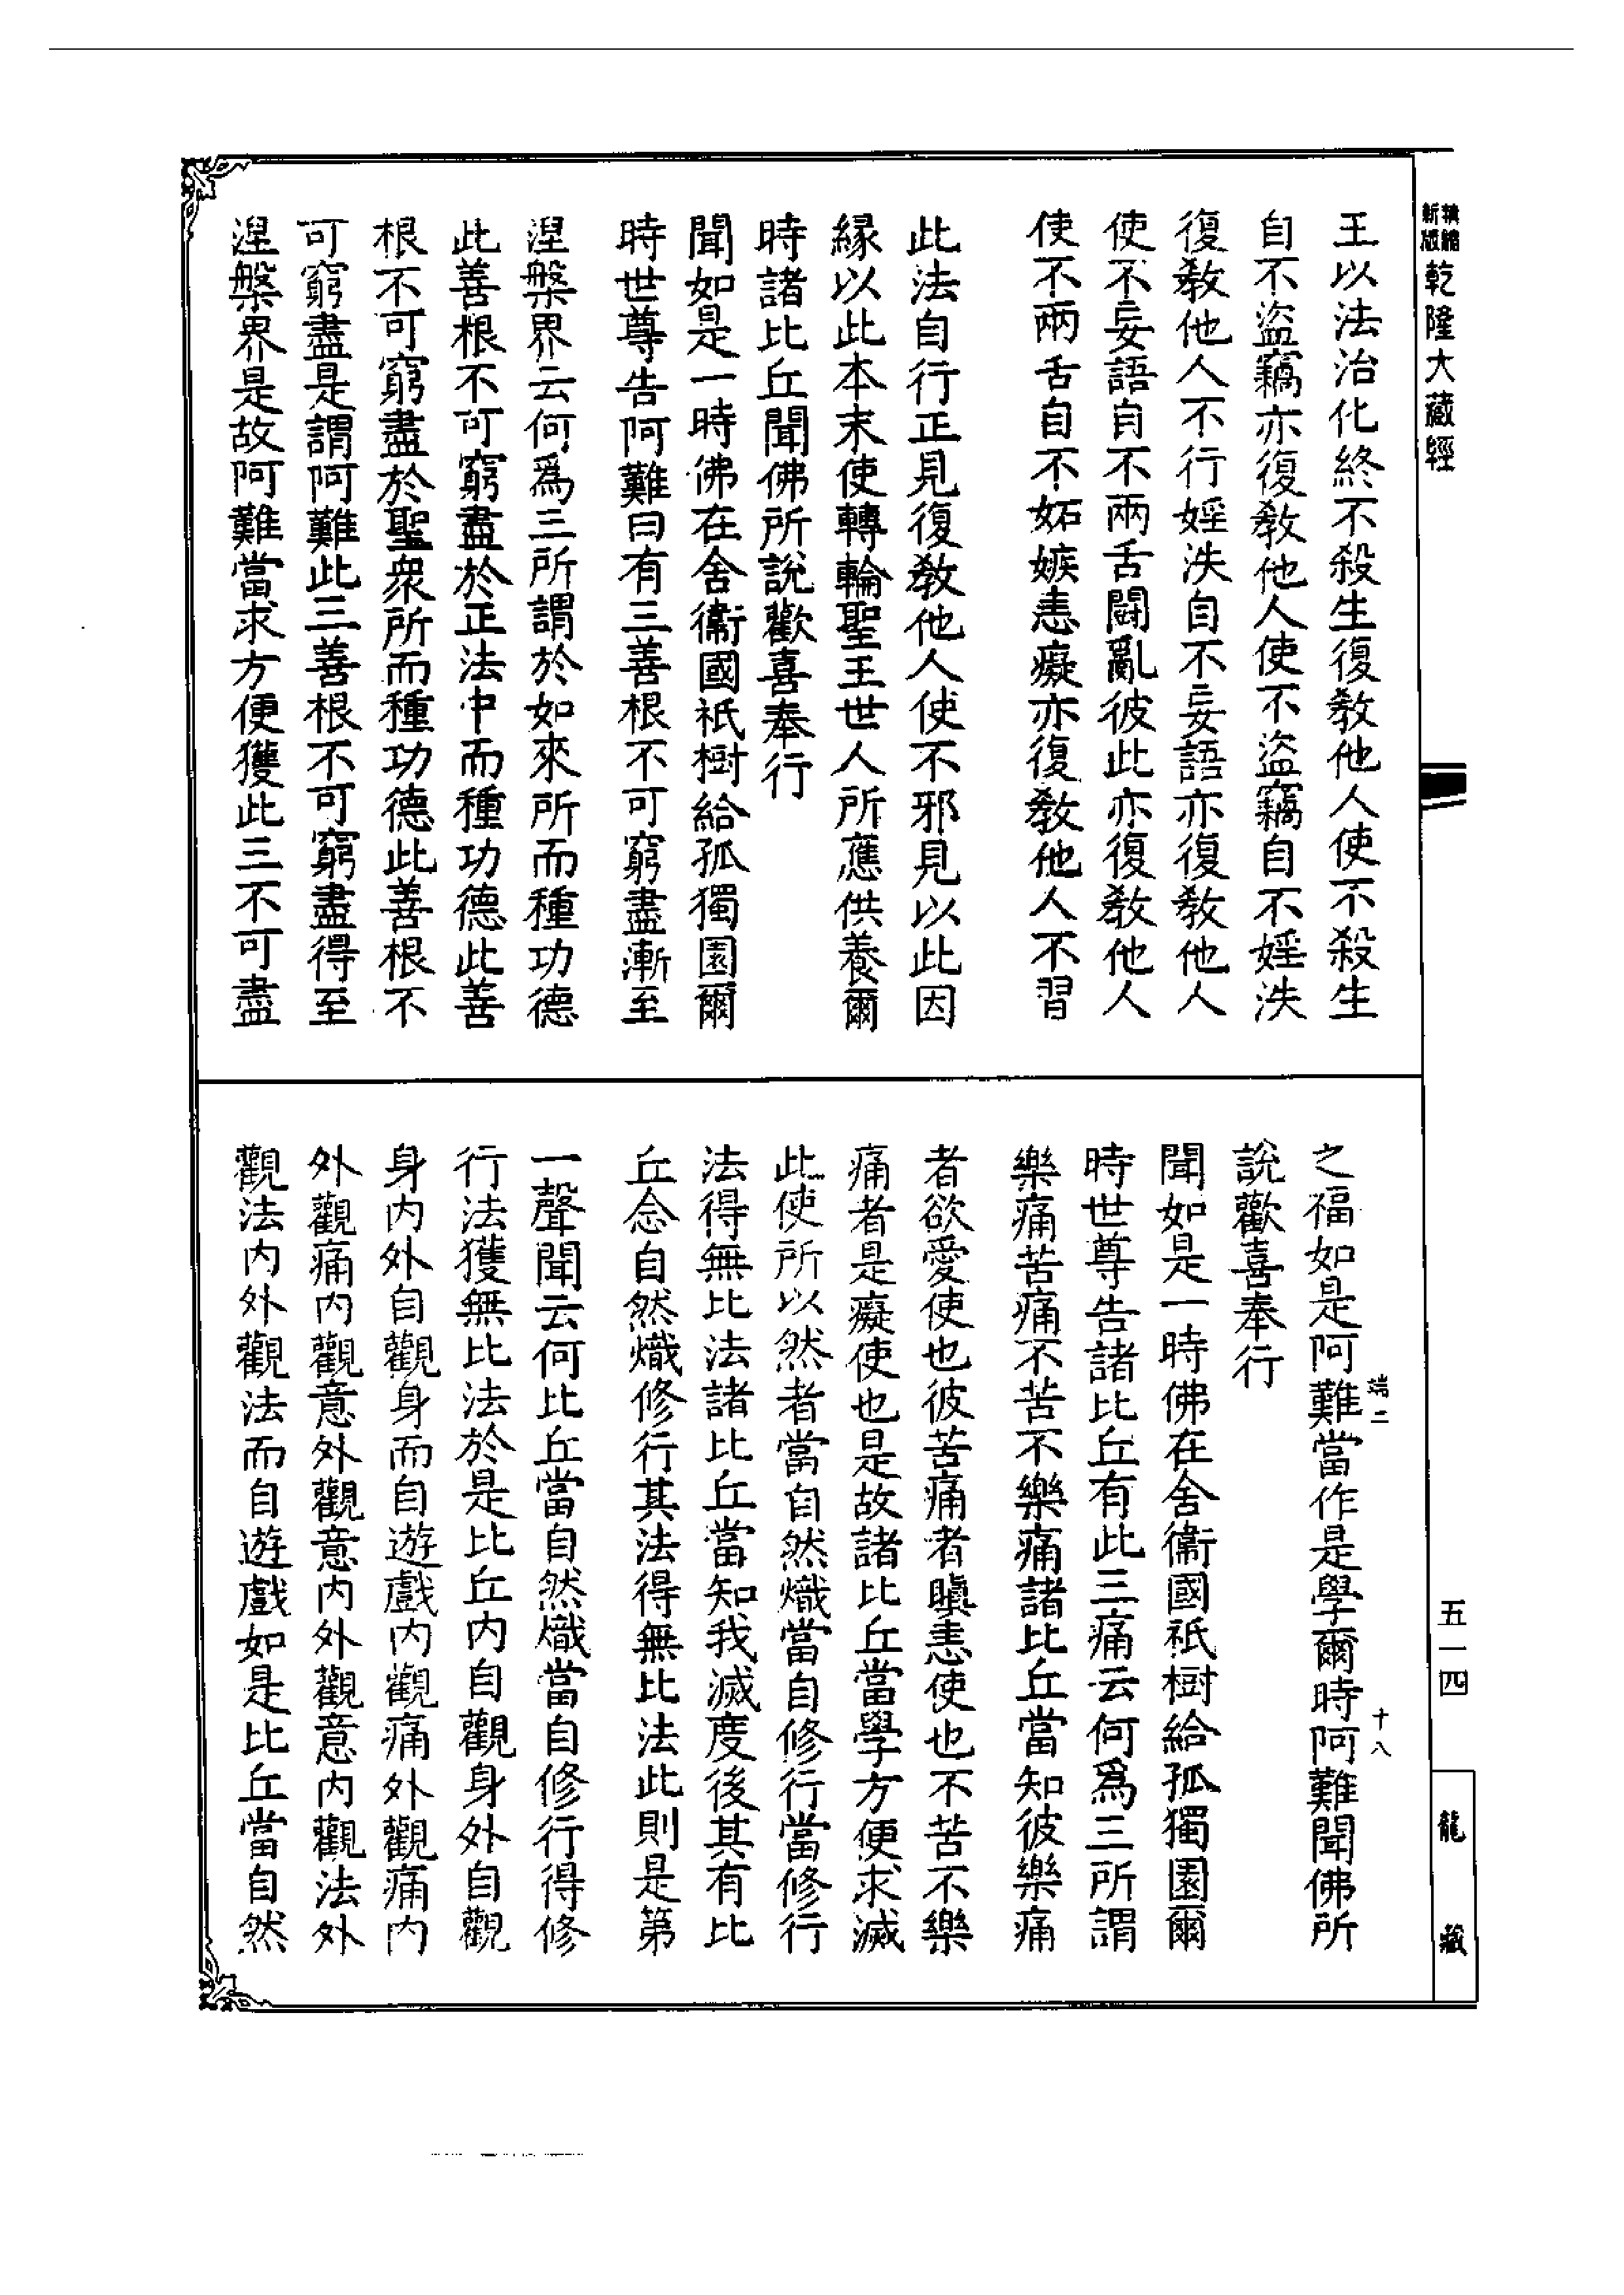 新版
乾隆大藏經
王以法治化終不殺生復教他人使不殺生
自不盜竊亦復教他人使不盜竊自不婬泆
復教他人不行婬泆自不妄語亦復教他人
使不妄語自不兩舌鬪亂彼此亦復教他人
使不兩舌自不妬嫉恚癡亦復教他人不習
此法自行正見復教他人使不邪見以此因
緣以此本末使轉輪聖王世人所應供養爾
時諸比丘聞佛所說歡喜奉行
聞如是一時佛在舍衞國祇樹給孤獨園爾
時世尊告阿難曰有三善根不可窮盡漸至
涅槃界云何爲三所謂於如來所而種功德
此善根不可窮盡於正法中而種功德此善
根不可窮盡於聖衆所而種功德此善根不
可窮盡是謂阿難此三善根不可窮盡得至
涅槃界是故阿難當求方便獲此三不可盡
五一四
龍藏
端二
十八
之福如是阿難當作是學爾時阿難聞佛所
說歡喜奉行
聞如是一時佛在舍衞國祇樹給孤獨園爾
時世尊告諸比丘有此三痛云何爲三所謂
樂痛苦痛不苦不樂痛諸比丘當知彼樂痛
者欲愛使也彼苦痛者瞋恚使也不苦不樂
痛者是癡使也是故諸比丘當學方便求滅
此使所以然者當自然熾當自修行當修行
法得無比法諸比丘當知我滅度後其有比
丘念自然熾修行其法得無比法此則是第
一聲聞云何比丘當自然熾當自修行得修
行法獲無比法於是比丘内自觀身外自觀
身内外自觀身而自遊戲内觀痛外觀痛内
外觀痛内觀意外觀意内外觀意内觀法外
觀法内外觀法而自遊戲如是比丘當自然